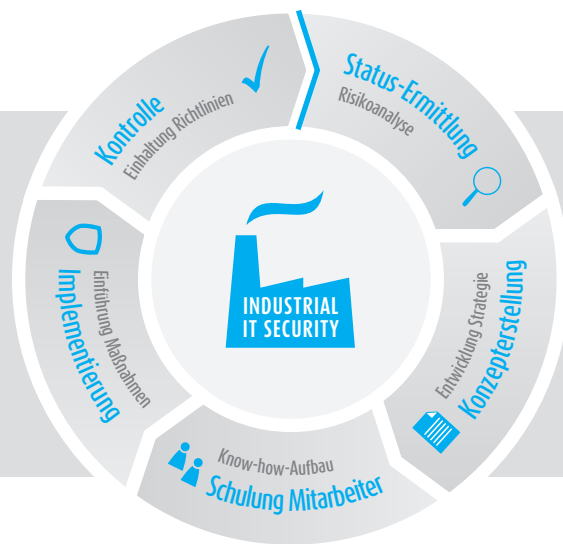 Status-Ermittlung
Risikoanalyse
Konzepterstellung
Entwicklung Strategie
Know-how-Aufbau
Schulung Mitarbeiter
Implementierung
Einführung Maßnahmen
Kontrolle
Einhaltung Richtlinien
INDUSTRIAL
IT SECURITY